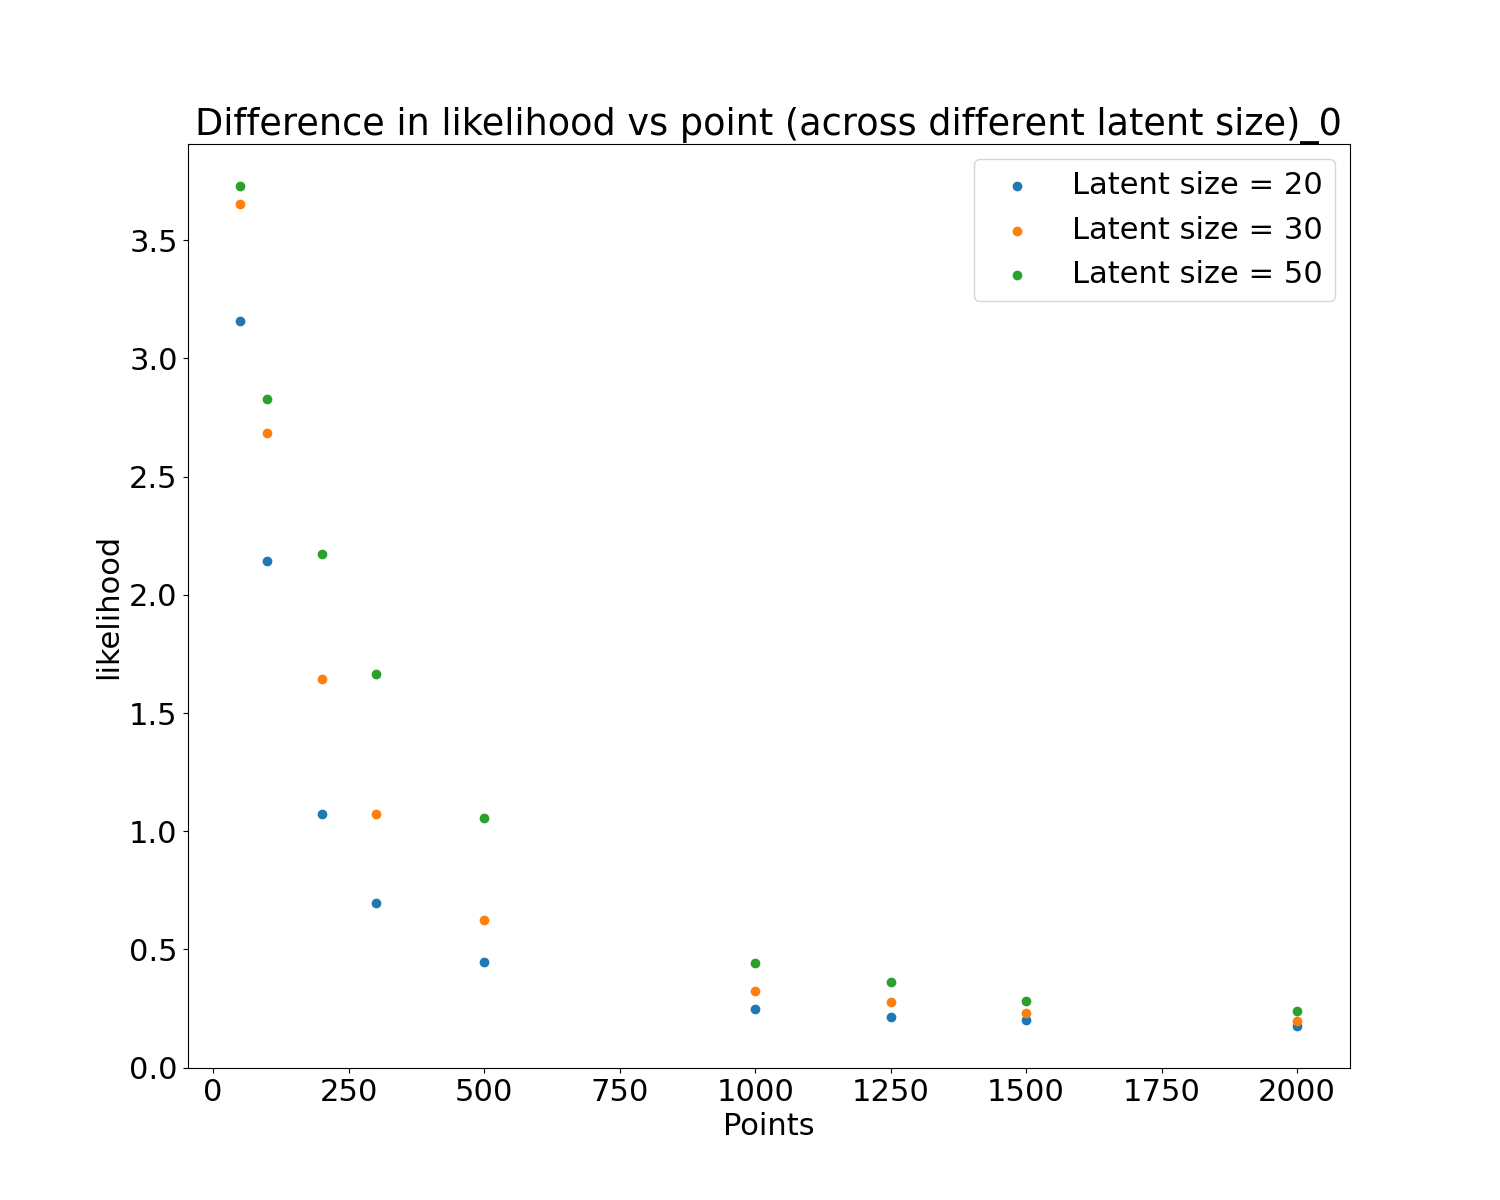 Difference in likelihood vs point (across different latent size)_0
Latent size = 20
Latent size = 30
Latent size = 50
3.5
3.0
2.5
2.0
1.5
1.0
0.5
0.0
likelihood
0 250 500 750 1000 1250 1500 1750 2000
Points